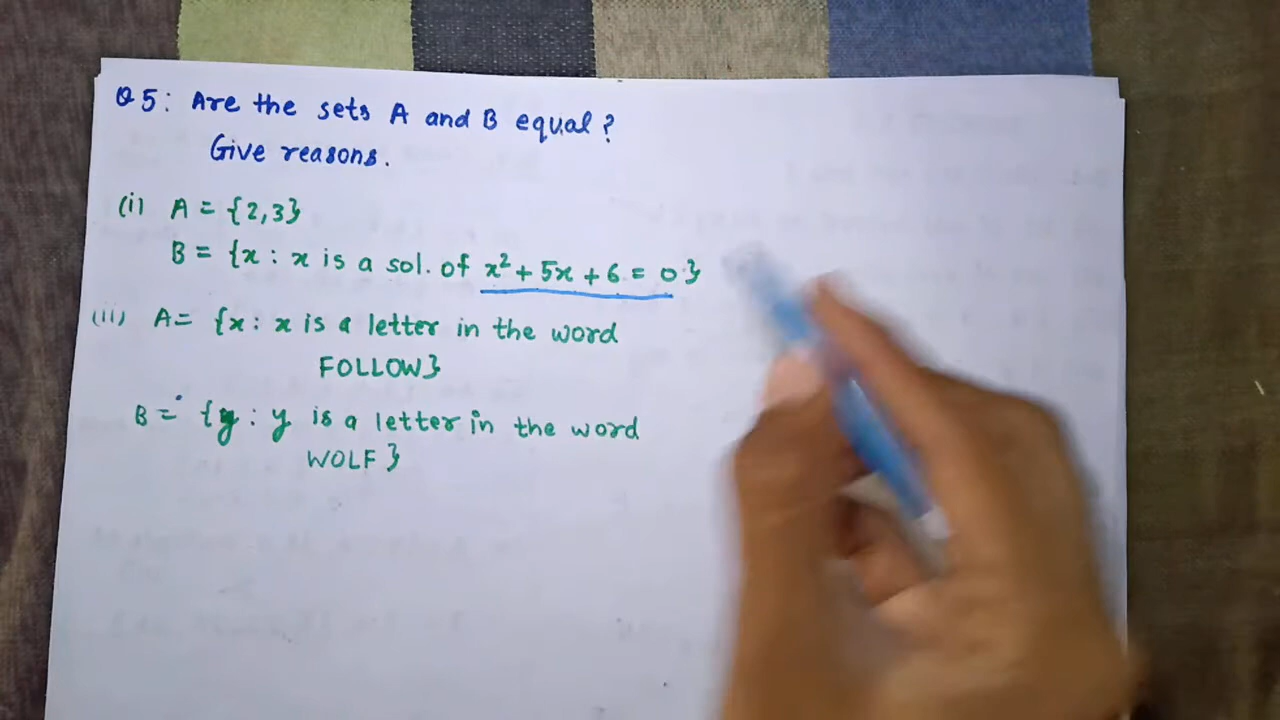 Q 5: Are the sets A and B equal?
Give reasons.
(i) A = {2,3}
B = {x : x is a sol. of x² + 5x + 6 = 0}
(ii) A = {x : x is a letter in the word
FOLLOW}
B = {y : y is a letter in the word
WOLF}